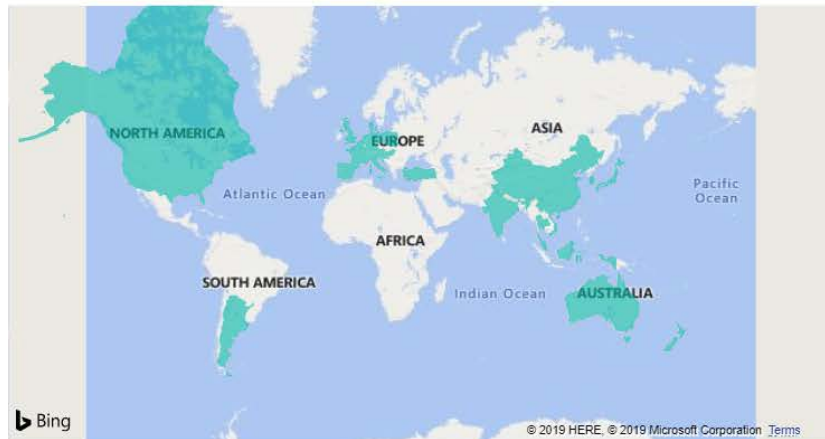 NORTH AMERICA
EUROPE
ASIA
Atlantic Ocean
Pacific
Ocean
AFRICA
SOUTH AMERICA
Indian Ocean
AUSTRALIA
Bing
© 2019 HERE, © 2019 Microsoft Corporation Terms